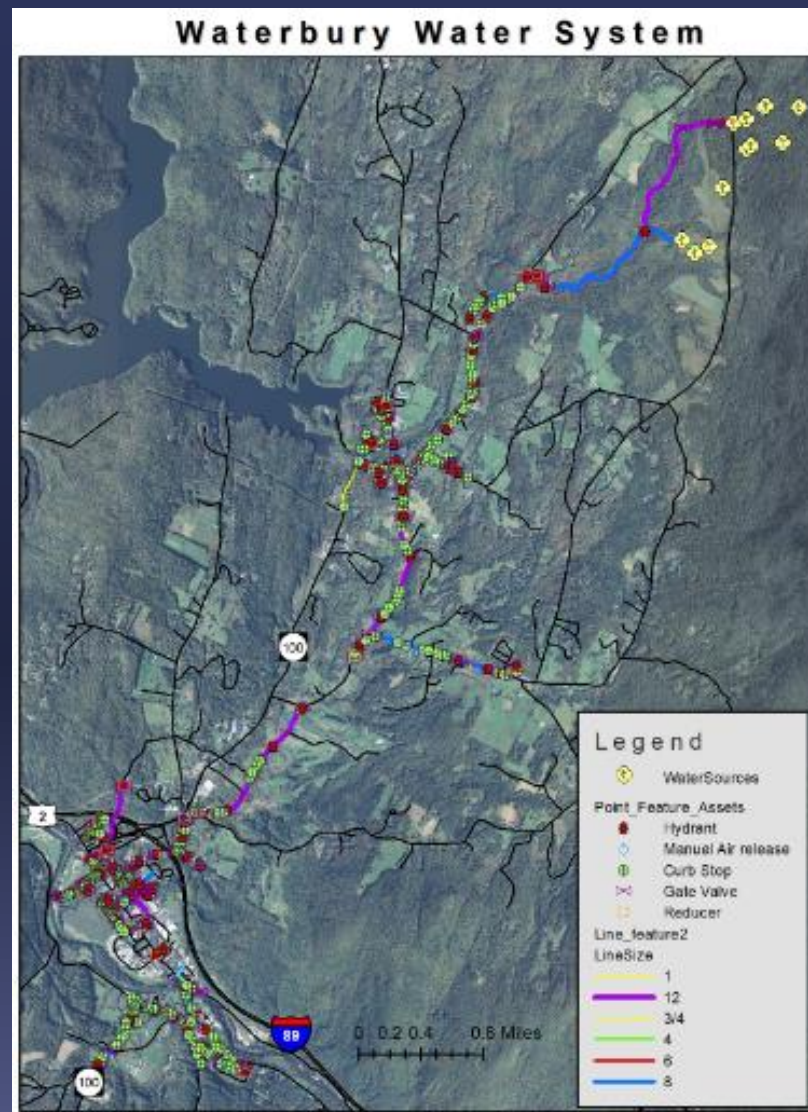 Waterbury Water System
100
2
Legend
WaterSources
Point_Feature_Assets
Hydrant
Manuel Air release
Curb Stop
Gate Valve
Reducer
Line_feature2
LineSize
1
12
3/4
4
6
8
0 0.2 0.4 0.8 Miles
89
100